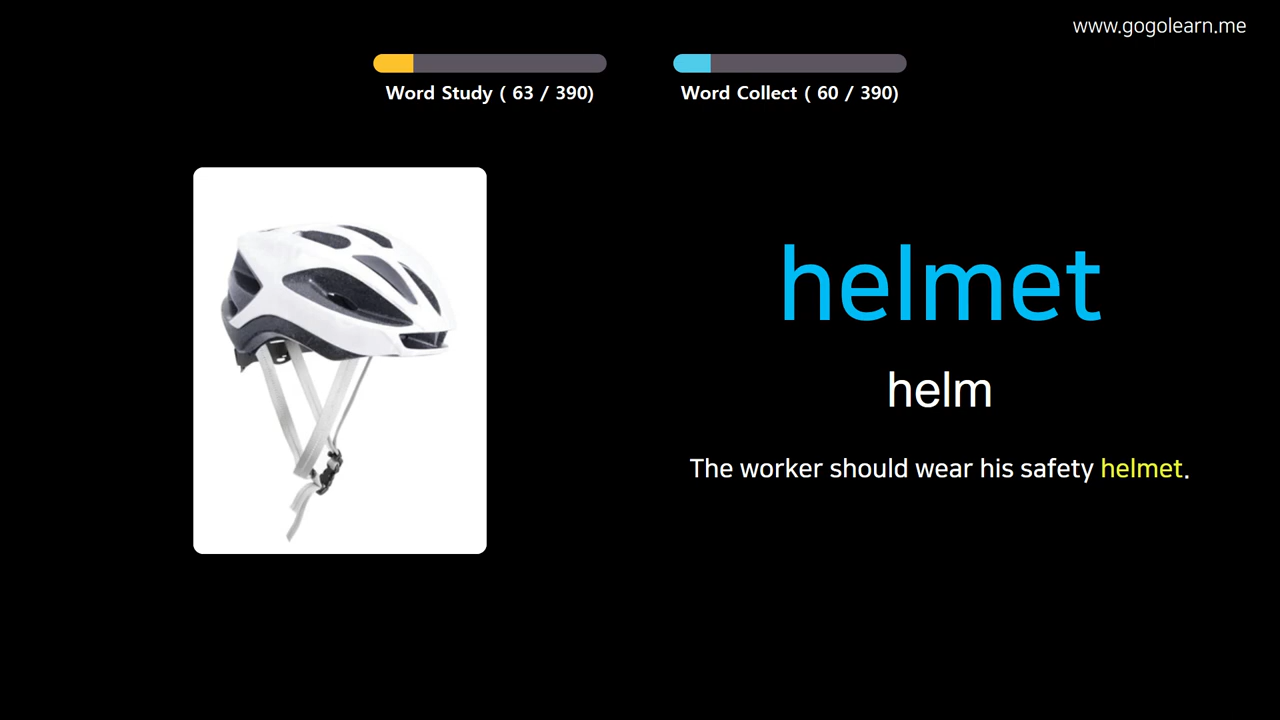 www.gogolearn.me
Word Study ( 63 / 390)
Word Collect ( 60 / 390)
helmet
helm
The worker should wear his safety helmet.